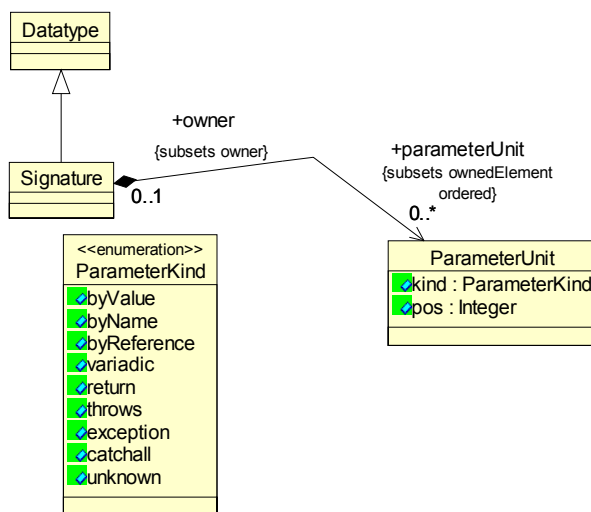 Datatype
+owner
{subsets owner}
+parameterUnit
{subsets ownedElement
ordered}
Signature
0..1
0..*
<<enumeration>>
ParameterKind
byValue
byName
byReference
variadic
return
throws
exception
catchall
unknown
ParameterUnit
kind : ParameterKind
pos : Integer